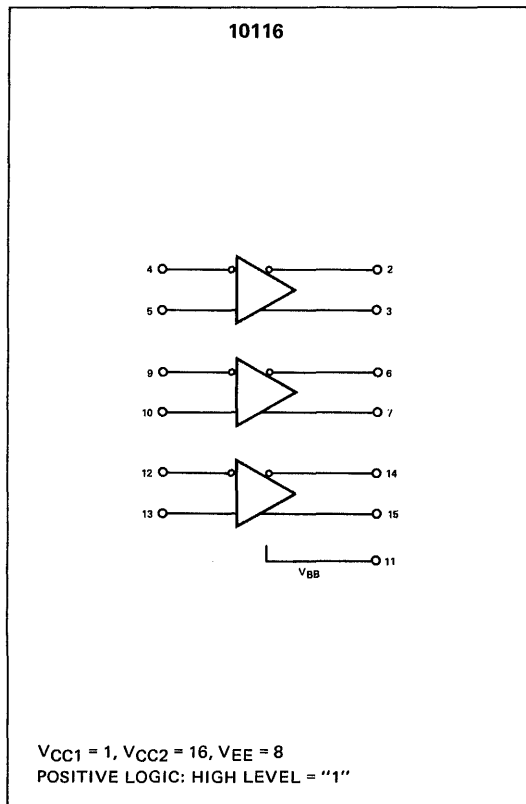 10116
4 2
5 3
9 6
10 7
12 14
13 15
VBB 11
VCC1 = 1, VCC2 = 16, VEE = 8
POSITIVE LOGIC: HIGH LEVEL = "1"